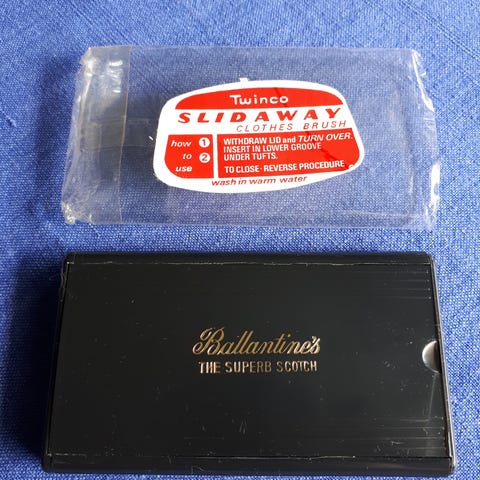 Twinco
SLIDAWAY
CLOTHES BRUSH
how to use
1 WITHDRAW LID and TURN OVER.
INSERT IN LOWER GROOVE
UNDER TUFTS.
2 TO CLOSE-REVERSE PROCEDURE
wash in warm water
Ballantine's
THE SUPERB SCOTCH